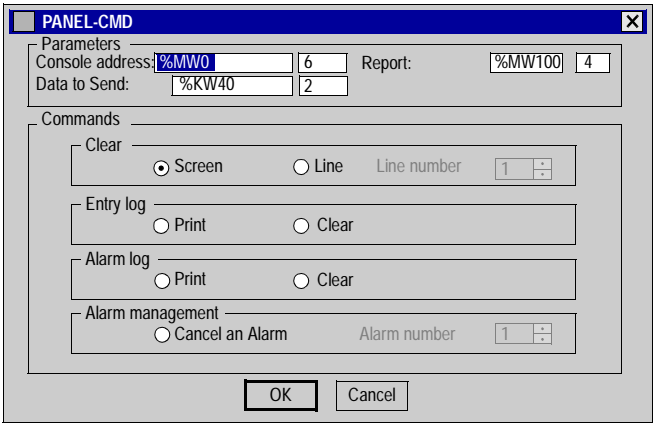 PANEL-CMD
Parameters
Console address: %MW0 6 Report: %MW100 4
Data to Send: %KW40 2
Commands
Clear
Screen Line Line number 1
Entry log
Print Clear
Alarm log
Print Clear
Alarm management
Cancel an Alarm Alarm number 1
OK Cancel